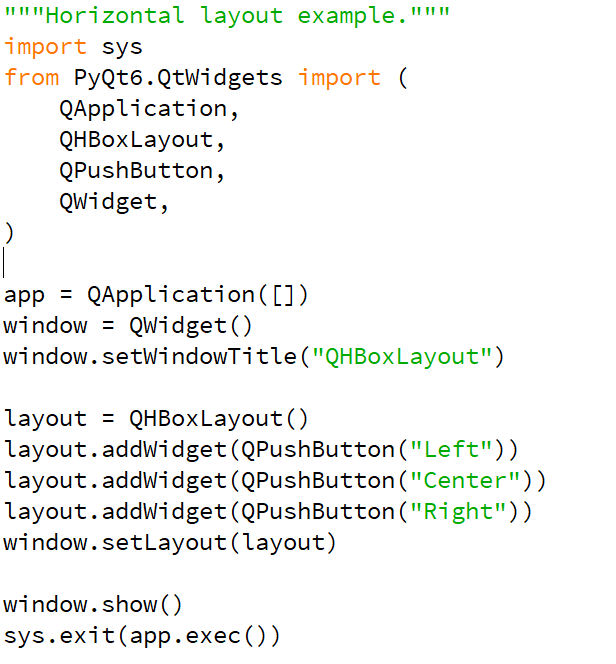 """Horizontal layout example."""
import sys
from PyQt6.QtWidgets import (
    QApplication,
    QHBoxLayout,
    QPushButton,
    QWidget,
)

app = QApplication([])
window = QWidget()
window.setWindowTitle("QHBoxLayout")

layout = QHBoxLayout()
layout.addWidget(QPushButton("Left"))
layout.addWidget(QPushButton("Center"))
layout.addWidget(QPushButton("Right"))
window.setLayout(layout)

window.show()
sys.exit(app.exec())